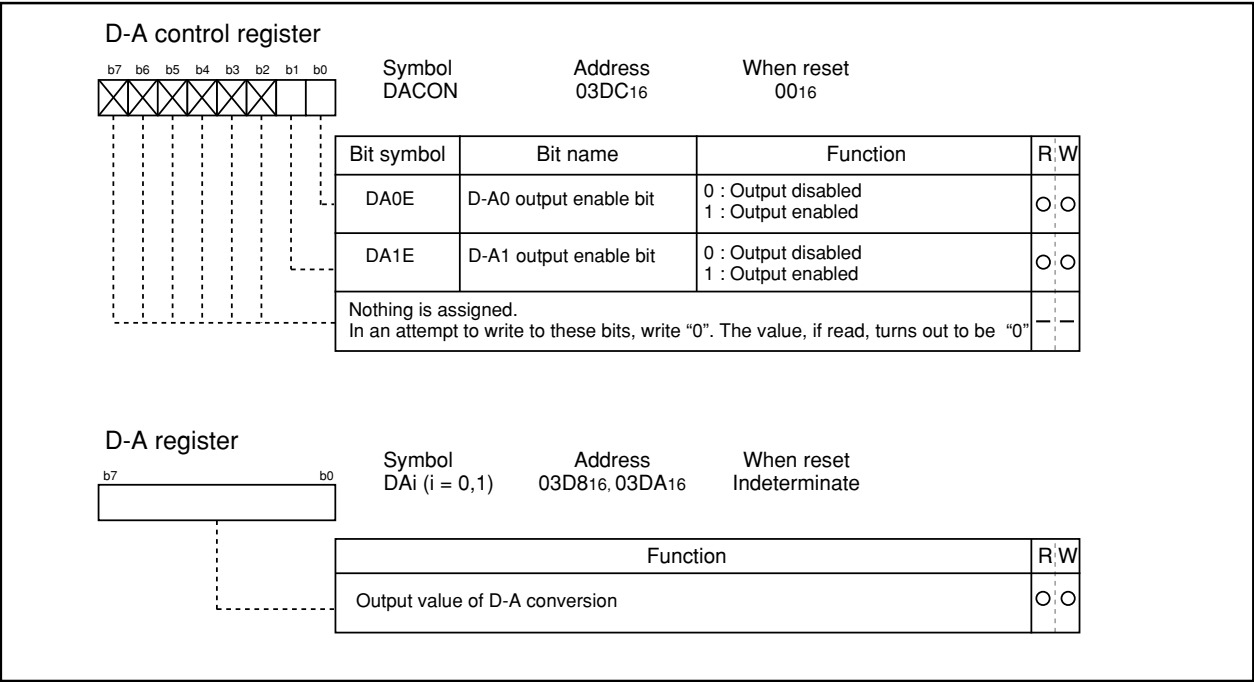 D-A control register
b7 b6 b5 b4 b3 b2 b1 b0
Symbol Address When reset
DACON 03DC16 0016
Bit symbol Bit name Function R W
DA0E D-A0 output enable bit 0 : Output disabled
1 : Output enabled
DA1E D-A1 output enable bit 0 : Output disabled
1 : Output enabled
Nothing is assigned.
In an attempt to write to these bits, write “0”. The value, if read, turns out to be “0”
D-A register
b7 b0
Symbol Address When reset
DAi (i = 0,1) 03D816, 03DA16 Indeterminate
Function R W
Output value of D-A conversion